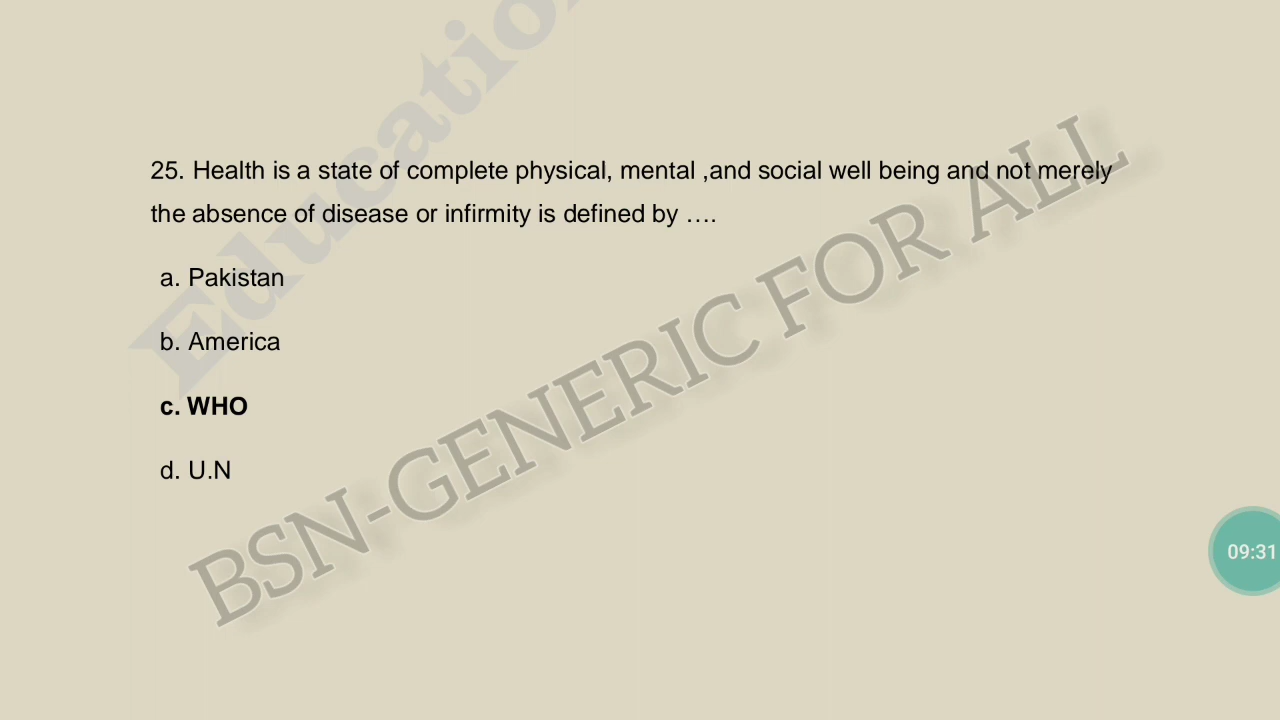 Educatio
25. Health is a state of complete physical, mental ,and social well being and not merely
the absence of disease or infirmity is defined by ….
a. Pakistan
b. America
c. WHO
d. U.N
BSN-GENERIC FOR ALL
09:31